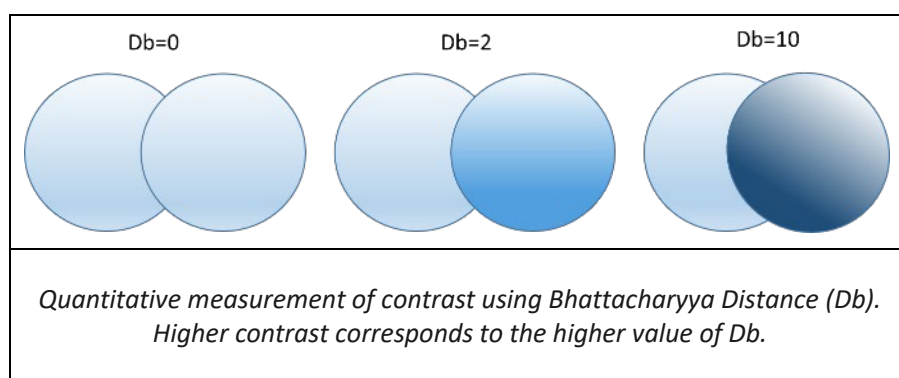 Db=0
Db=2
Db=10
Quantitative measurement of contrast using Bhattacharyya Distance (Db).
Higher contrast corresponds to the higher value of Db.